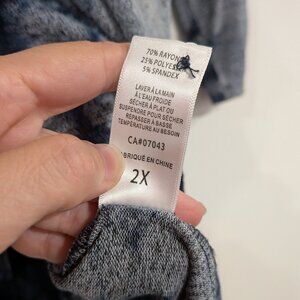 70% RAYON
25% POLYES
5% SPANDEX
LAVER À LA MAIN
À L'EAU FROIDE
SÉCHER À PLAT OU
SUSPENDRE POUR SÉCHER
REPASSER À BASSE
TEMPÉRATURE AU BESOIN
CA#07043
FABRIQUÉ EN CHINE
2X